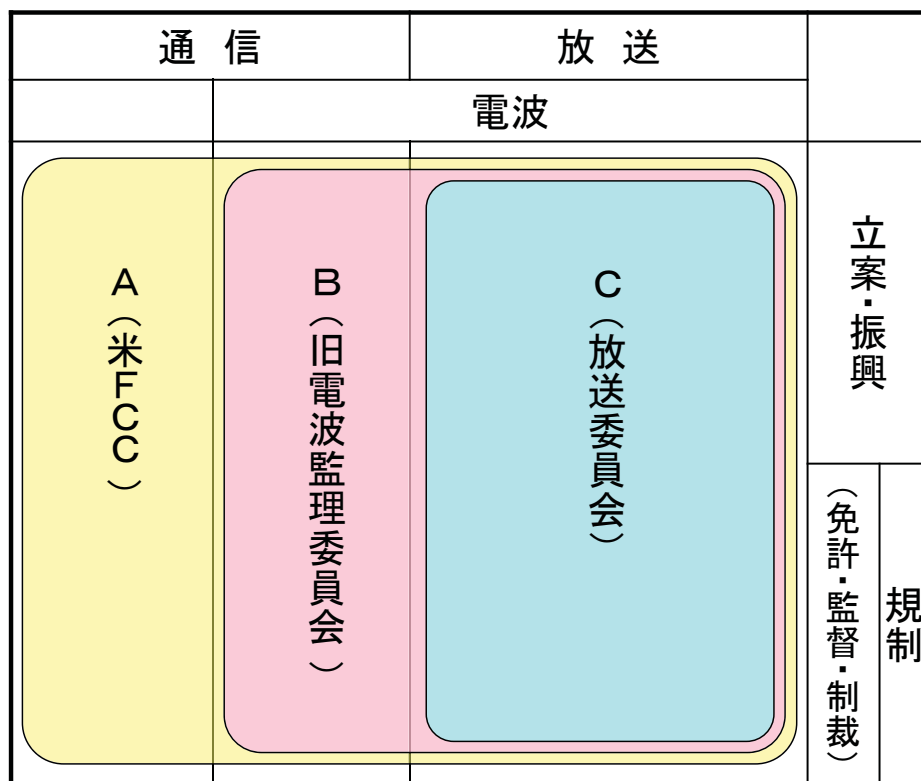 通信
放送
電波
A(米FCC)
B(旧電波監理委員会)
C(放送委員会)
立案・振興
(免許・監督・制裁)
規制